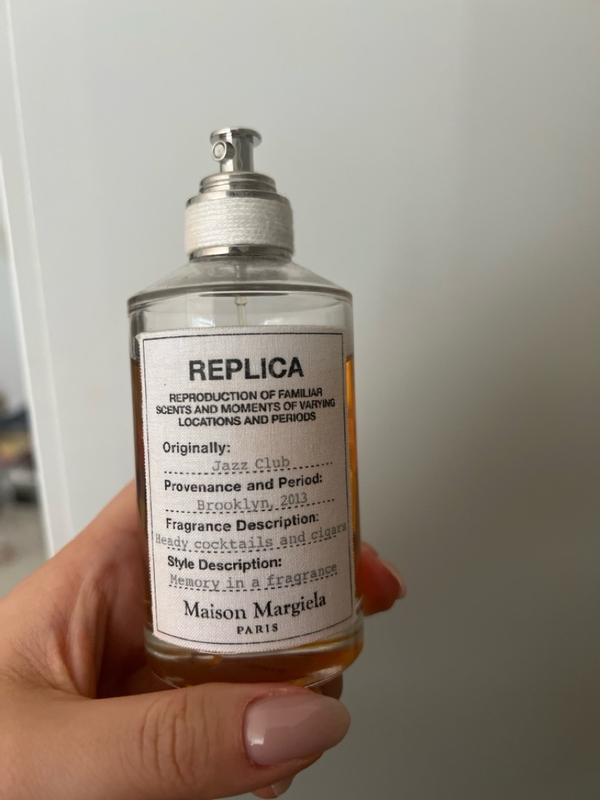 REPLICA
REPRODUCTION OF FAMILIAR
SCENTS AND MOMENTS OF VARYING
LOCATIONS AND PERIODS
Originally:
Jazz Club
Provenance and Period:
Brooklyn, 2013
Fragrance Description:
Heady cocktails and cigars
Style Description:
Memory in a fragrance
Maison Margiela
PARIS